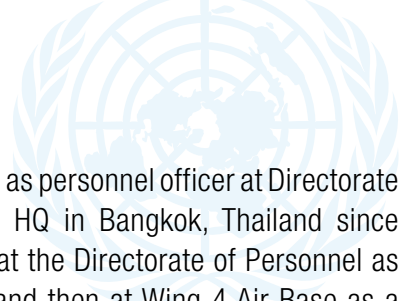 as personnel officer at Directorate
HQ in Bangkok, Thailand since
at the Directorate of Personnel as
and then at Wing 4 Air Base as a